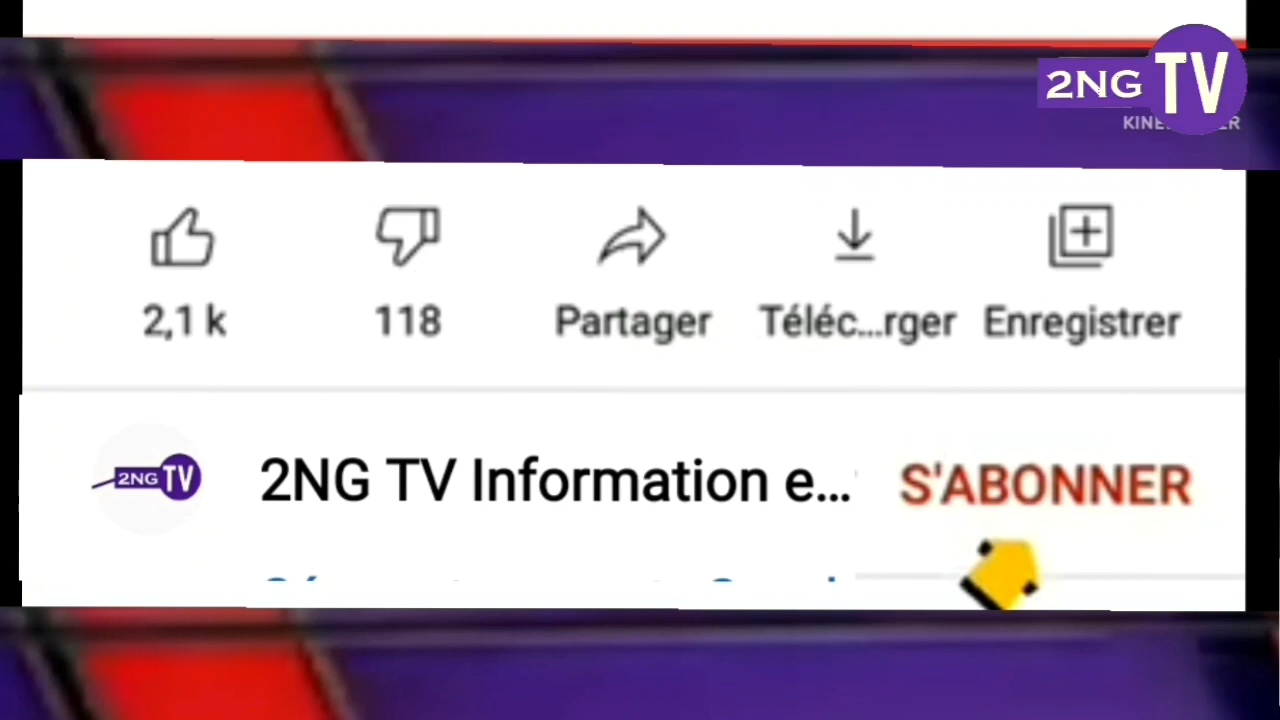 2NG TV
2,1 k
118
Partager
Téléc...rger
Enregistrer
2NG TV
2NG TV Information e...
S'ABONNER